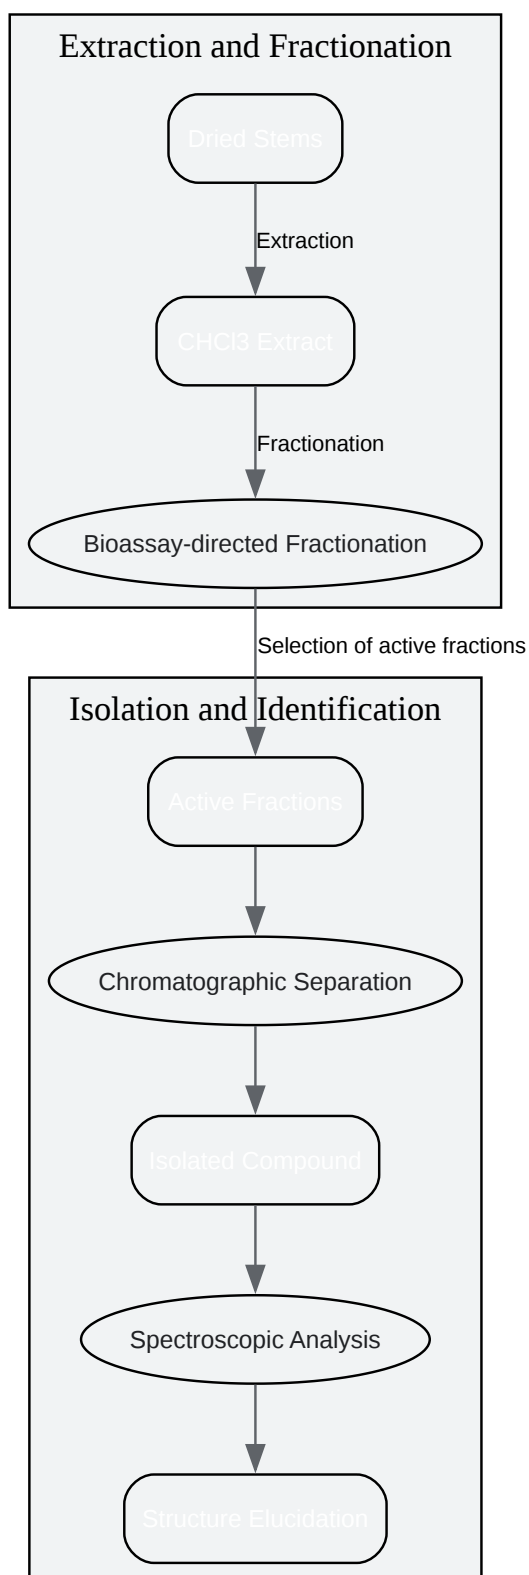 Extraction and Fractionation
Dried Stems
Extraction
CHCl3 Extract
Fractionation
Bioassay-directed Fractionation
Selection of active fractions
Isolation and Identification
Active Fractions
Chromatographic Separation
Isolated Compound
Spectroscopic Analysis
Structure Elucidation